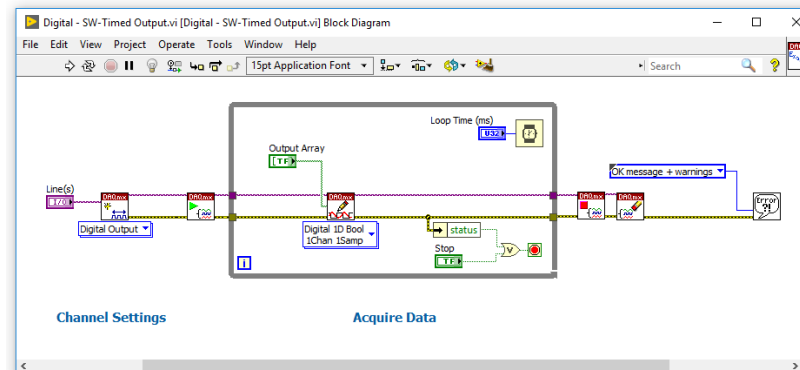 Digital - SW-Timed Output.vi [Digital - SW-Timed Output.vi] Block Diagram
File Edit View Project Operate Tools Window Help
15pt Application Font
Search
Loop Time (ms)
U32
Output Array
TF
OK message + warnings
Line(s)
I/O
DAQmx
DAQmx
DAQmx
DAQmx
DAQmx
Error
?!
Digital Output
Digital 1D Bool
1Chan 1Samp
status
Stop
TF
V
i
Channel Settings
Acquire Data